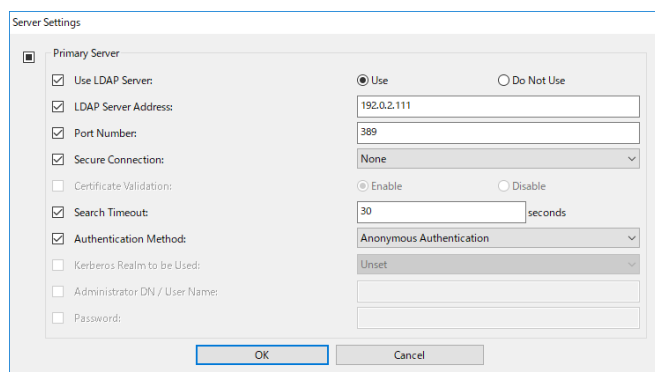 Server Settings
Primary Server
Use LDAP Server: Use Do Not Use
LDAP Server Address: 192.0.2.111
Port Number: 389
Secure Connection: None
Certificate Validation: Enable Disable
Search Timeout: 30 seconds
Authentication Method: Anonymous Authentication
Kerberos Realm to be Used: Unset
Administrator DN / User Name:
Password:
OK Cancel